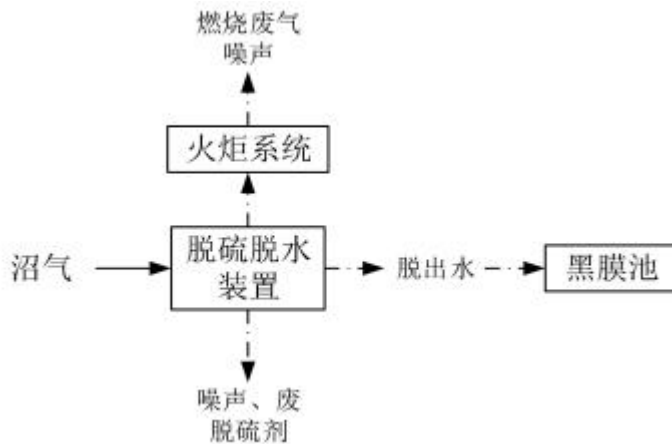 燃烧废气
噪声
火炬系统
沼气
脱硫脱水
装置
脱出水
黑膜池
噪声、废
脱硫剂